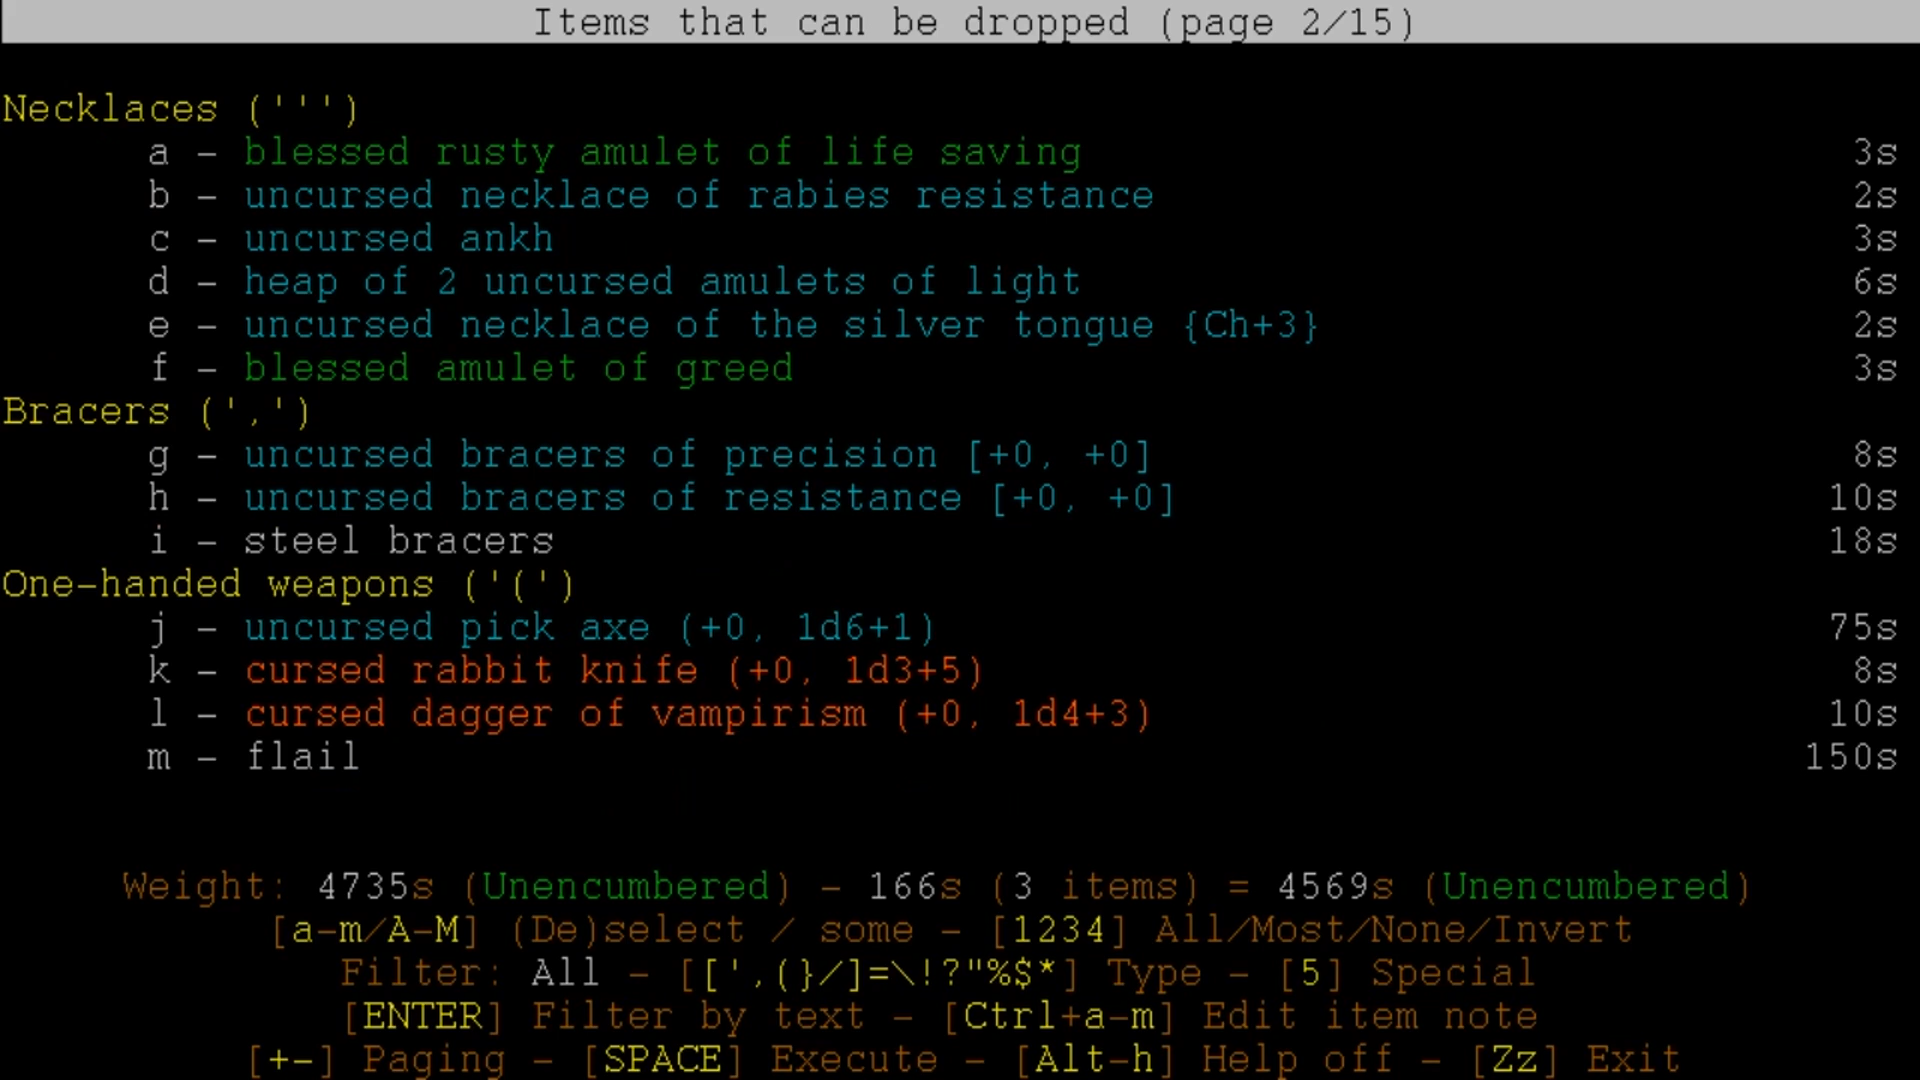 Items that can be dropped (page 2/15)
Necklaces (''')
a - blessed rusty amulet of life saving 3s
b - uncursed necklace of rabies resistance 2s
c - uncursed ankh 3s
d - heap of 2 uncursed amulets of light 6s
e - uncursed necklace of the silver tongue {Ch+3} 2s
f - blessed amulet of greed 3s
Bracers (',')
g - uncursed bracers of precision [+0, +0] 8s
h - uncursed bracers of resistance [+0, +0] 10s
i - steel bracers 18s
One-handed weapons ('(')
j - uncursed pick axe (+0, 1d6+1) 75s
k - cursed rabbit knife (+0, 1d3+5) 8s
l - cursed dagger of vampirism (+0, 1d4+3) 10s
m - flail 150s
Weight: 4735s (Unencumbered) - 166s (3 items) = 4569s (Unencumbered)
[a-m/A-M] (De)select / some - [1234] All/Most/None/Invert
Filter: All - [[',(}/]=\!?"%$*] Type - [5] Special
[ENTER] Filter by text - [Ctrl+a-m] Edit item note
[+-] Paging - [SPACE] Execute - [Alt-h] Help off - [Zz] Exit